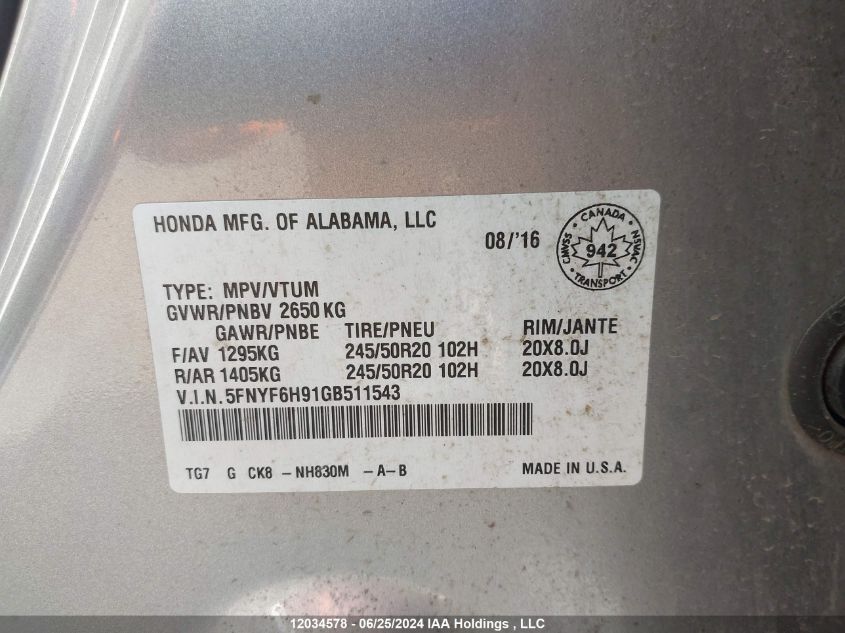 HONDA MFG. OF ALABAMA, LLC
08/'16
CANADA
CMVSS 942 NSVAC
TRANSPORT
TYPE: MPV/VTUM
GVWR/PNBV 2650 KG
GAWR/PNBE TIRE/PNEU RIM/JANTE
F/AV 1295KG 245/50R20 102H 20X8.0J
R/AR 1405KG 245/50R20 102H 20X8.0J
V.I.N. 5FNYF6H91GB511543
TG7 G CK8 -NH830M -A-B MADE IN U.S.A.
12034578 - 06/25/2024 IAA Holdings , LLC